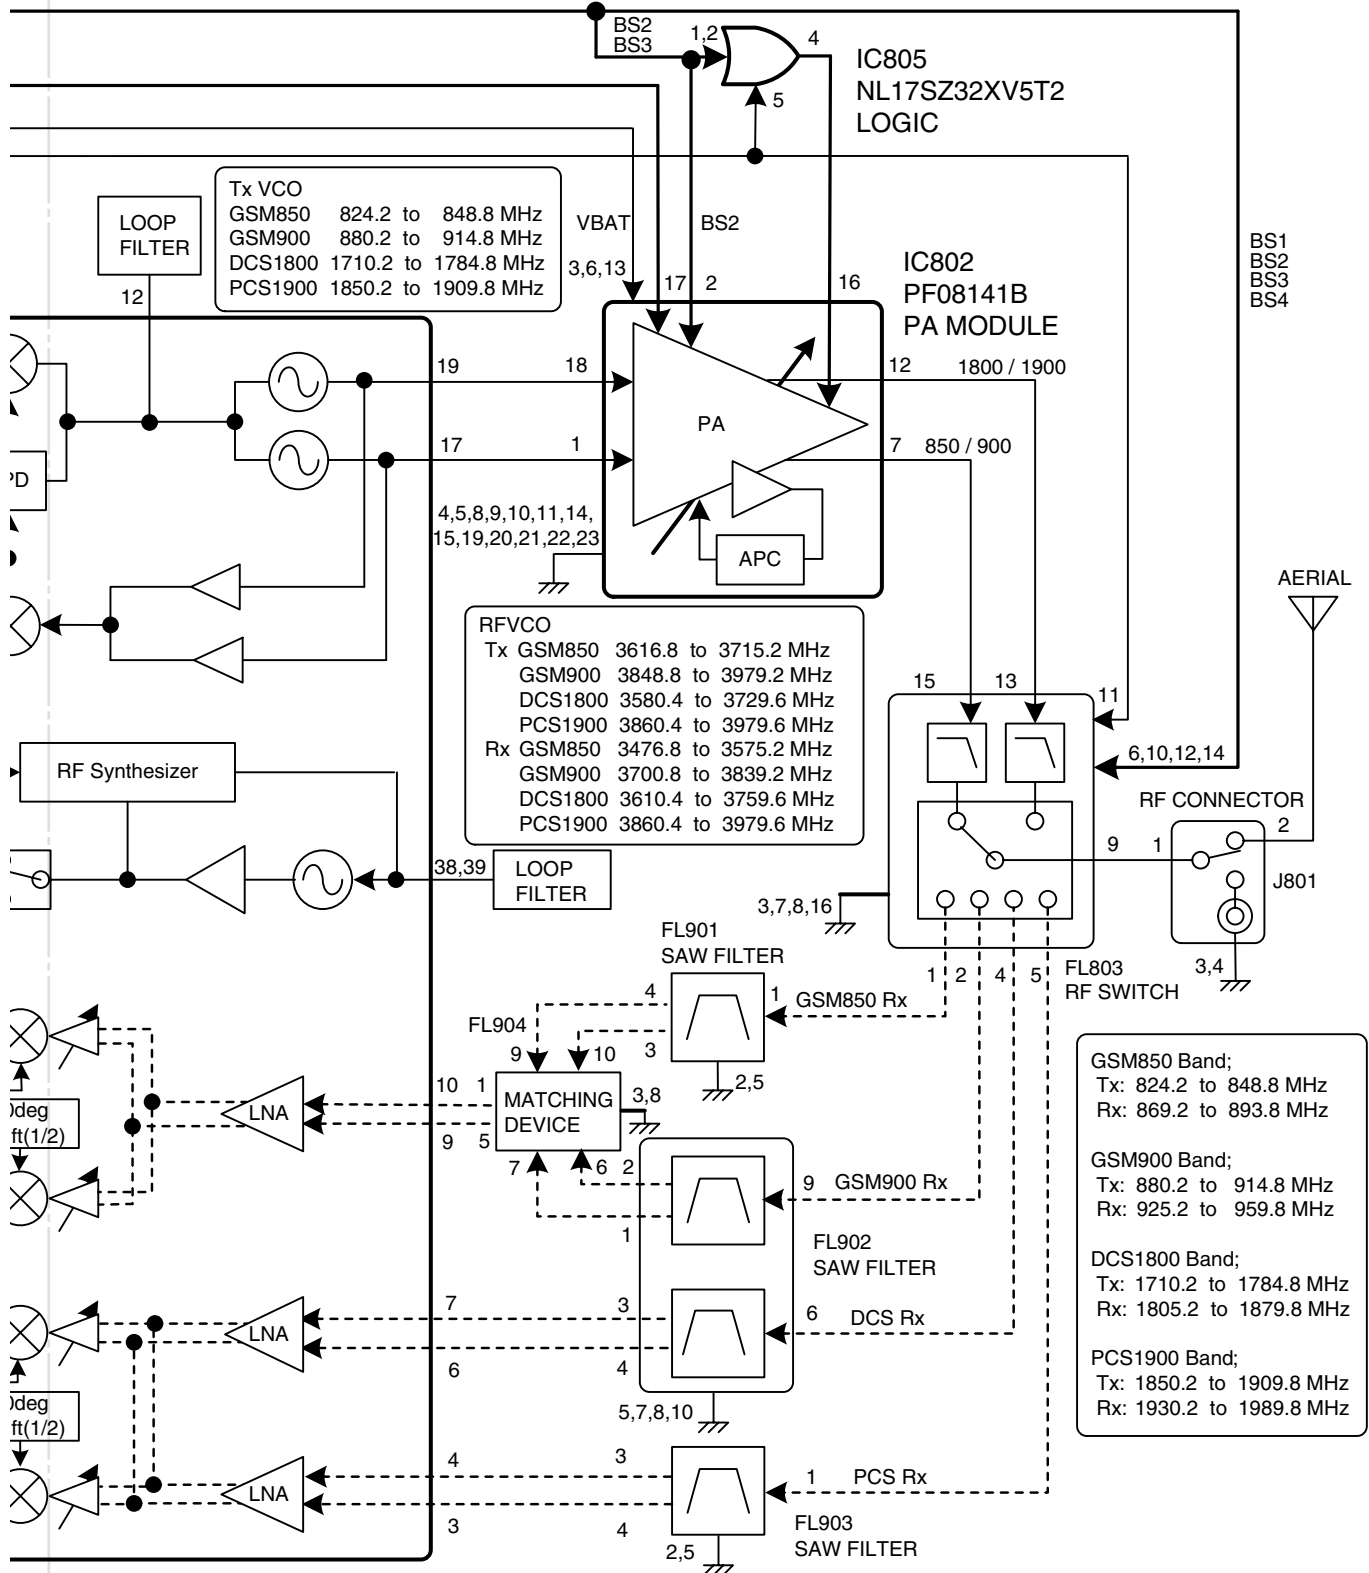 BS2
BS3
1,2
4
5
IC805
NL17SZ32XV5T2
LOGIC
Tx VCO
GSM850 824.2 to 848.8 MHz
GSM900 880.2 to 914.8 MHz
DCS1800 1710.2 to 1784.8 MHz
PCS1900 1850.2 to 1909.8 MHz
LOOP
FILTER
12
VBAT
BS2
3,6,13
17
2
16
IC802
PF08141B
PA MODULE
BS1
BS2
BS3
BS4
19
18
12
1800 / 1900
PA
17
1
7
850 / 900
PD
4,5,8,9,10,11,14,
15,19,20,21,22,23
APC
AERIAL
RFVCO
Tx GSM850 3616.8 to 3715.2 MHz
GSM900 3848.8 to 3979.2 MHz
DCS1800 3580.4 to 3729.6 MHz
PCS1900 3860.4 to 3979.6 MHz
Rx GSM850 3476.8 to 3575.2 MHz
GSM900 3700.8 to 3839.2 MHz
DCS1800 3610.4 to 3759.6 MHz
PCS1900 3860.4 to 3979.6 MHz
15
13
11
6,10,12,14
RF Synthesizer
RF CONNECTOR
2
9
1
J801
38,39
LOOP
FILTER
3,7,8,16
3,4
1
2
4
5
FL803
RF SWITCH
FL901
SAW FILTER
4
1
GSM850 Rx
3
2,5
FL904
9
10
10
1
MATCHING
DEVICE
3,8
9
5
7
6
LNA
0deg
ft(1/2)
2
9
GSM900 Rx
1
FL902
SAW FILTER
GSM850 Band;
Tx: 824.2 to 848.8 MHz
Rx: 869.2 to 893.8 MHz
GSM900 Band;
Tx: 880.2 to 914.8 MHz
Rx: 925.2 to 959.8 MHz
DCS1800 Band;
Tx: 1710.2 to 1784.8 MHz
Rx: 1805.2 to 1879.8 MHz
PCS1900 Band;
Tx: 1850.2 to 1909.8 MHz
Rx: 1930.2 to 1989.8 MHz
7
3
6
DCS Rx
LNA
6
4
5,7,8,10
0deg
ft(1/2)
4
3
1
PCS Rx
LNA
3
4
2,5
FL903
SAW FILTER